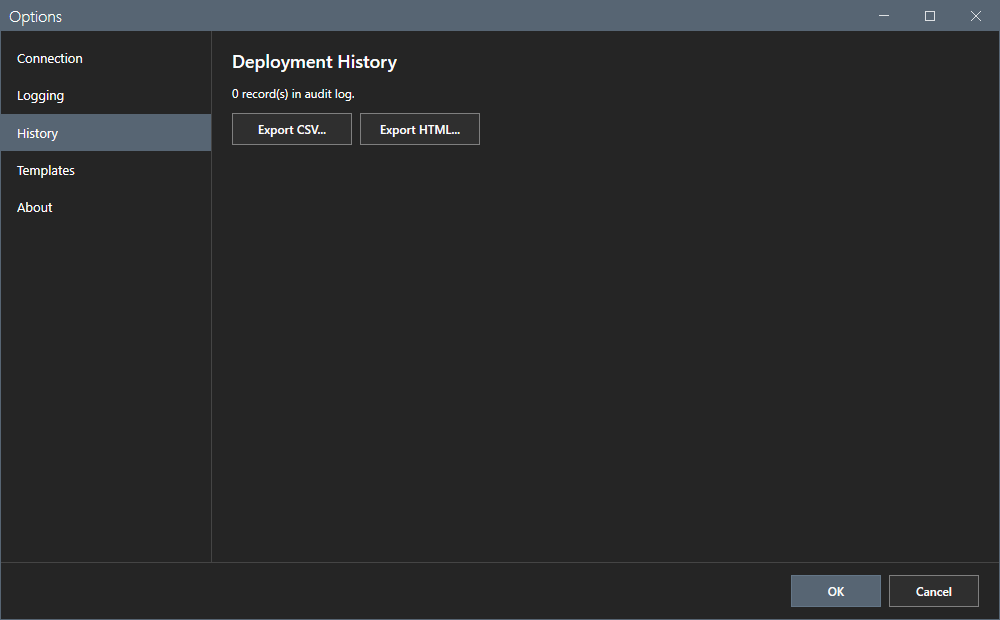 Options
Connection
Logging
History
Templates
About
Deployment History
0 record(s) in audit log.
Export CSV...
Export HTML...
OK
Cancel